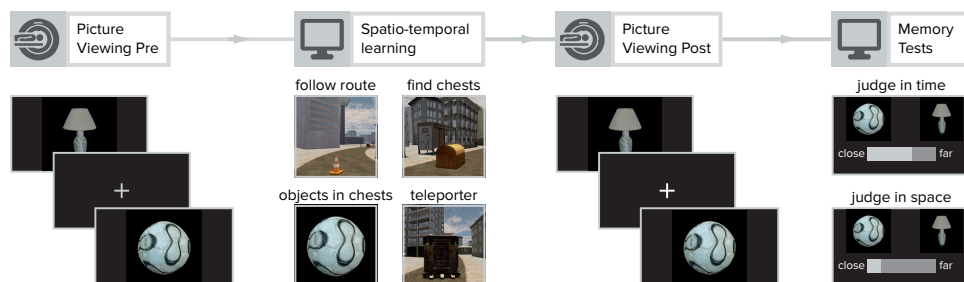 Picture
Viewing Pre
Spatio-temporal
learning
Picture
Viewing Post
Memory
Tests
follow route
find chests
objects in chests
teleporter
judge in time
close
far
judge in space
close
far